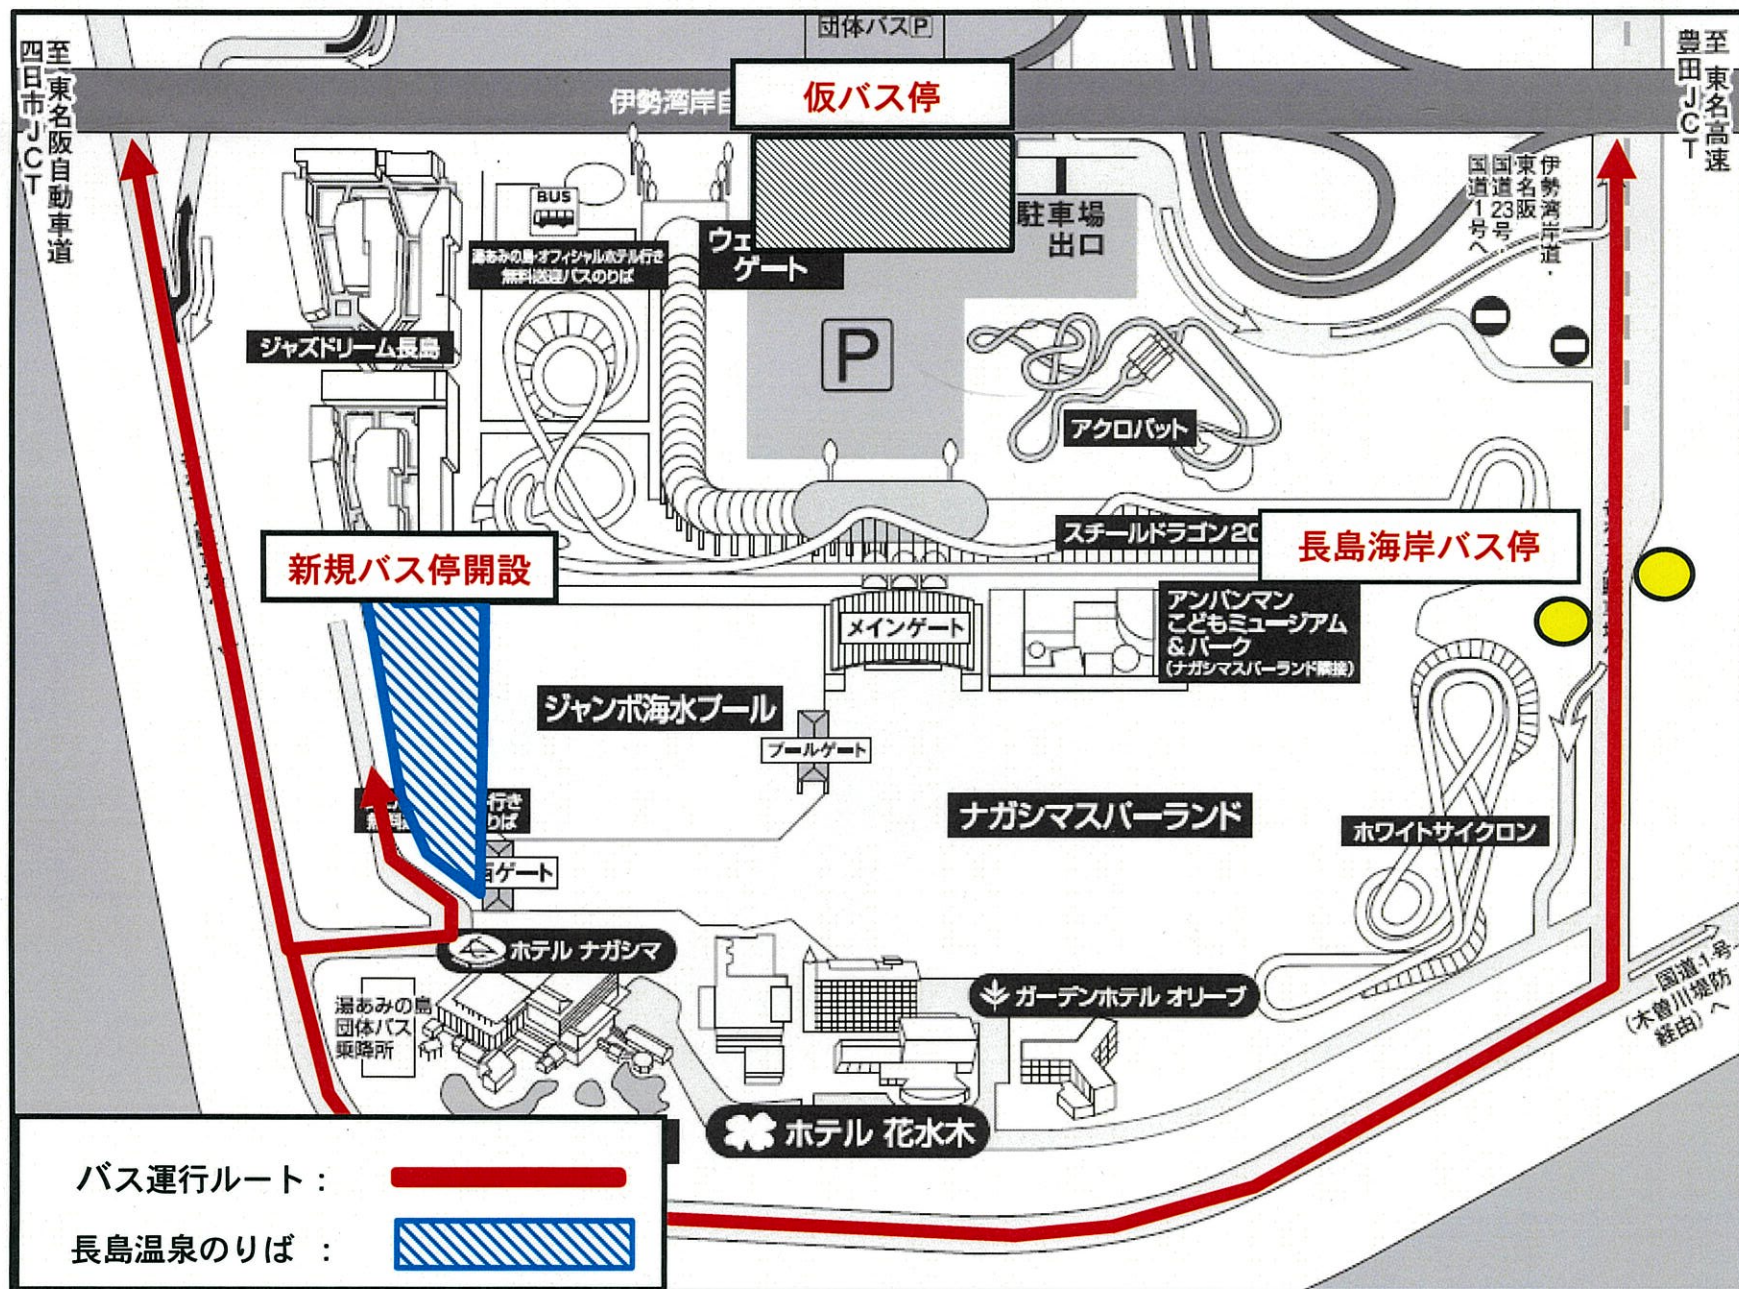 団体バスP
至 東名阪自動車道
四日市JCT
至 東名高速
豊田JCT
伊勢湾岸自
仮バス停
伊勢湾岸道・
東名阪
国道23号
国道1号へ
BUS
湯あみの島・オフィシャルホテル行き
無料送迎バスのりば
ウェ
ゲート
駐車場
出口
ジャズドリーム長島
P
アクロバット
スチールドラゴン20
新規バス停開設
長島海岸バス停
メインゲート
アンパンマン
こどもミュージアム
&パーク
(ナガシマスパーランド隣接)
ジャンボ海水プール
プールゲート
行き
のりば
ナガシマスパーランド
ホワイトサイクロン
ゲート
ホテル ナガシマ
湯あみの島
団体バス
乗降所
ガーデンホテル オリーブ
国道1号
(木曽川堤防
経由)へ
ホテル 花水木
バス運行ルート :
長島温泉のりば :